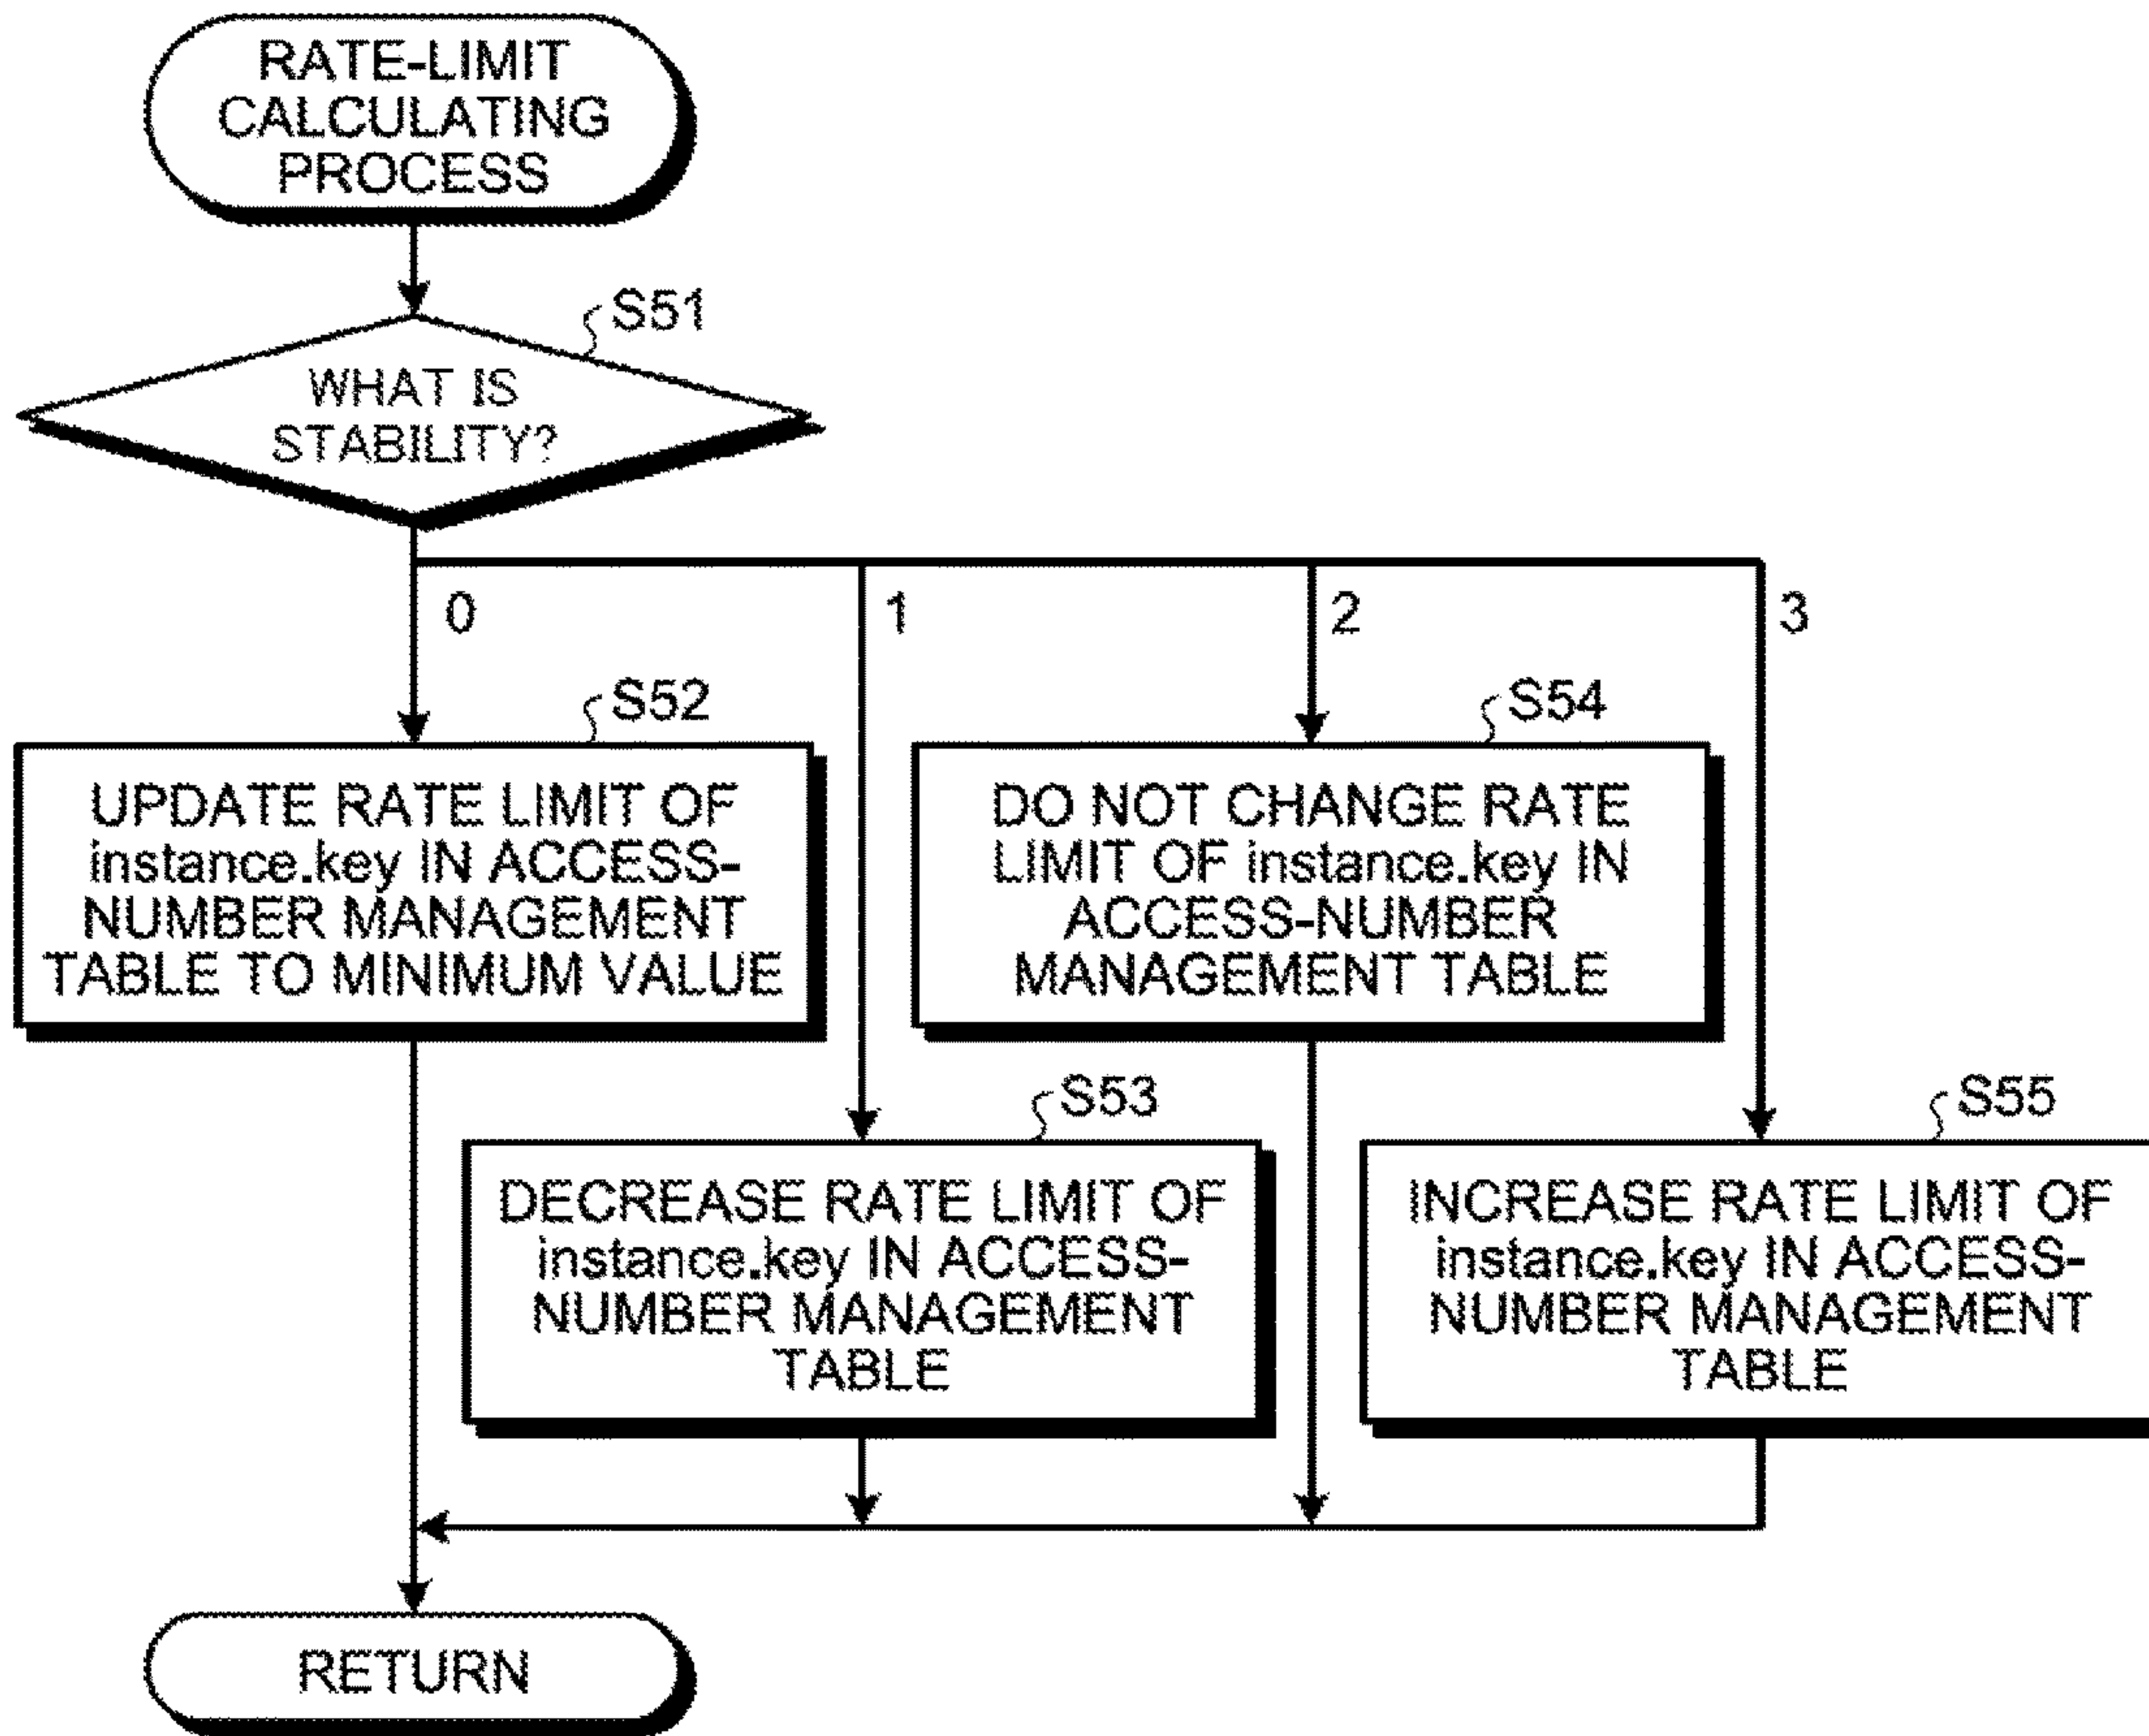 RATE-LIMIT
CALCULATING
PROCESS
S51
WHAT IS
STABILITY?
0
1
2
3
S52
UPDATE RATE LIMIT OF
instance.key IN ACCESS-
NUMBER MANAGEMENT
TABLE TO MINIMUM VALUE
S54
DO NOT CHANGE RATE
LIMIT OF instance.key IN
ACCESS-NUMBER
MANAGEMENT TABLE
S53
DECREASE RATE LIMIT OF
instance.key IN ACCESS-
NUMBER MANAGEMENT
TABLE
S55
INCREASE RATE LIMIT OF
instance.key IN ACCESS-
NUMBER MANAGEMENT
TABLE
RETURN